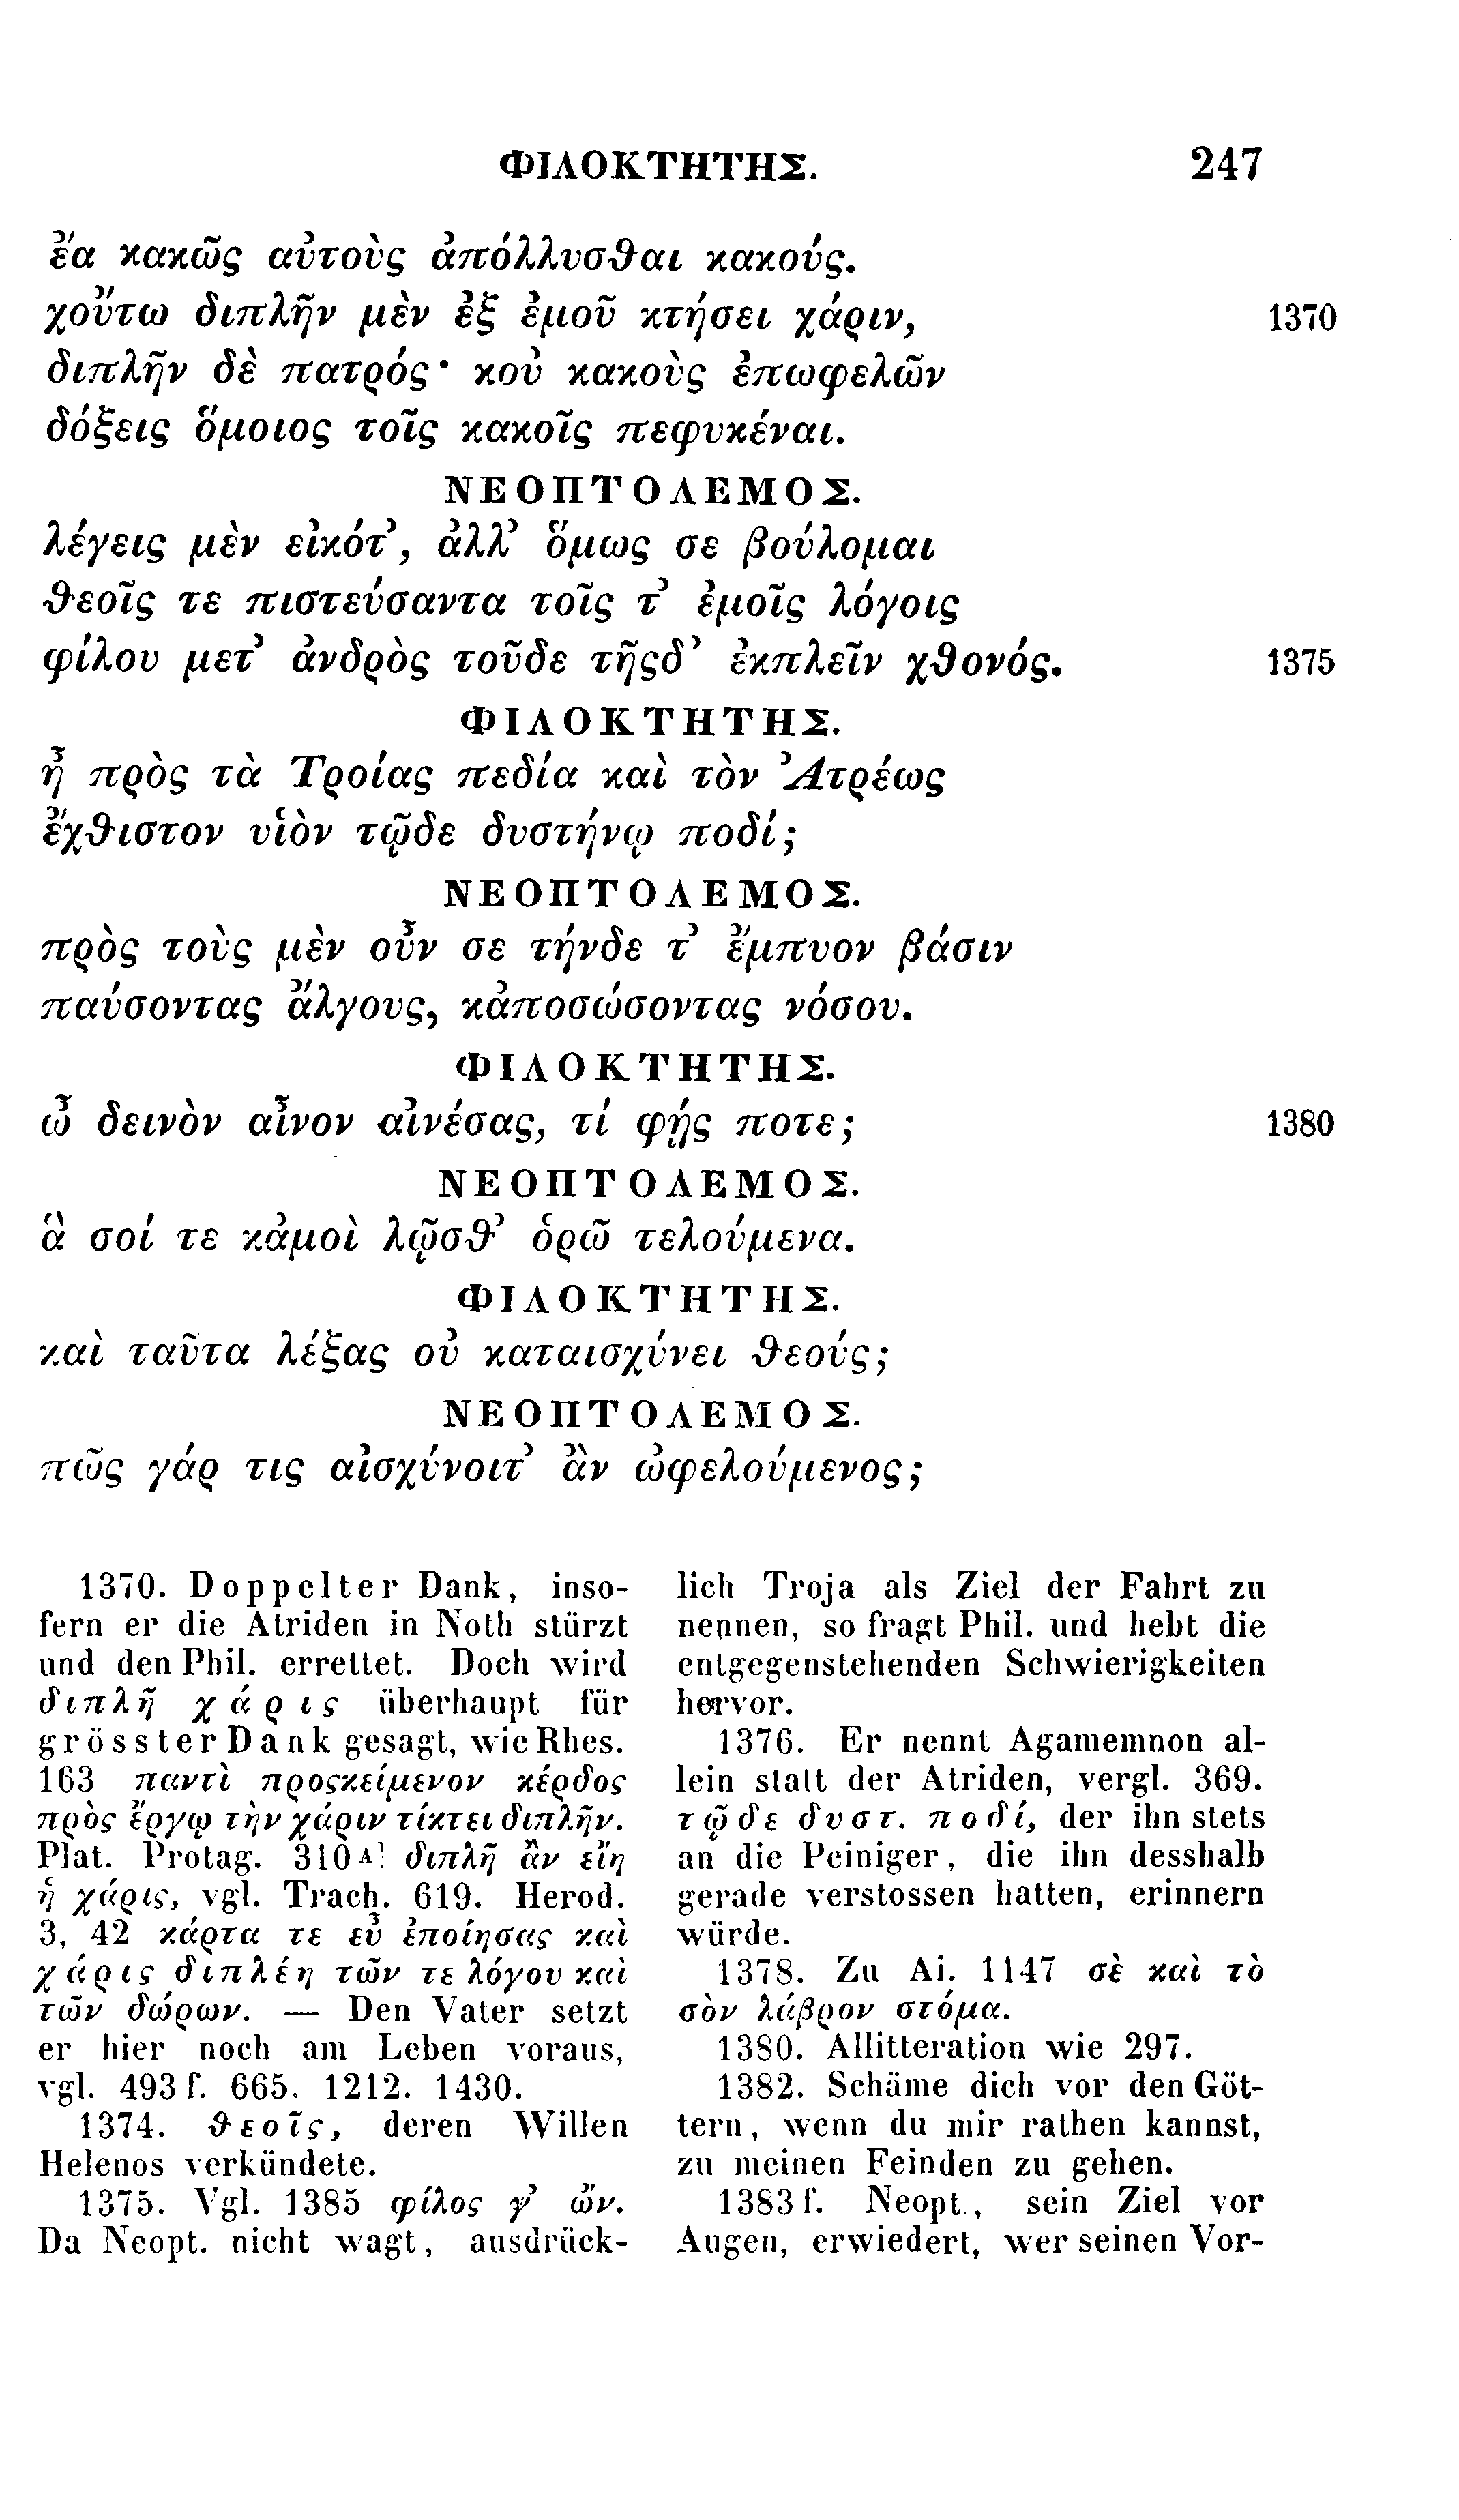 ΦΙΛΟΚΤΗΤΗΣ. 247
ἔα κακῶς αὐτοὺς ἀπόλλυσθαι κακούς.
χοὔτω διπλῆν μὲν ἐξ ἐμοῦ κτήσει χάριν, 1370
διπλῆν δὲ πατρός· κοὐ κακοὺς ἐπωφελῶν
δόξεις ὅμοιος τοῖς κακοῖς πεφυκέναι.
ΝΕΟΠΤΟΛΕΜΟΣ.
λέγεις μὲν εἰκότ᾽, ἀλλ᾽ ὅμως σε βούλομαι
θεοῖς τε πιστεύσαντα τοῖς τ᾽ ἐμοῖς λόγοις
φίλου μετ᾽ ἀνδρὸς τοῦδε τῆςδ᾽ ἐκπλεῖν χθονός. 1375
ΦΙΛΟΚΤΗΤΗΣ.
ἦ πρὸς τὰ Τροίας πεδία καὶ τὸν Ἀτρέως
ἔχθιστον υἱὸν τῷδε δυστήνῳ ποδί;
ΝΕΟΠΤΟΛΕΜΟΣ.
πρὸς τοὺς μὲν οὖν σε τήνδε τ᾽ ἔμπυον βάσιν
παύσοντας ἄλγους, κἀποσώσοντας νόσου.
ΦΙΛΟΚΤΗΤΗΣ.
ὦ δεινὸν αἶνον αἰνέσας, τί φῄς ποτε; 1380
ΝΕΟΠΤΟΛΕΜΟΣ.
ἃ σοί τε κἀμοὶ λῷσθ᾽ ὁρῶ τελούμενα.
ΦΙΛΟΚΤΗΤΗΣ.
καὶ ταῦτα λέξας οὐ καταισχύνει θεούς;
ΝΕΟΠΤΟΛΕΜΟΣ.
πῶς γάρ τις αἰσχύνοιτ᾽ ἂν ὠφελούμενος;
1370. Doppelter Dank, inso-
fern er die Atriden in Noth stürzt
und den Phil. errettet. Doch wird
διπλῆ χάρις überhaupt für
grösster Dank gesagt, wie Rhes.
163 παντὶ προςκείμενον κέρδος
πρὸς ἔργῳ τὴν χάριν τίκτει διπλῆν.
Plat. Protag. 310 A διπλῆ ἂν εἴη
ἡ χάρις, vgl. Trach. 619. Herod.
3, 42 κάρτα τε εὖ ἐποίησας καὶ
χάρις διπλέη τῶν τε λόγου καὶ
τῶν δώρων. — Den Vater setzt
er hier noch am Leben voraus,
vgl. 493 f. 665. 1212. 1430.
1374. θεοῖς, deren Willen
Helenos verkündete.
1375. Vgl. 1385 φίλος γ᾽ ὤν.
Da Neopt. nicht wagt, ausdrück-
lich Troja als Ziel der Fahrt zu
nennen, so fragt Phil. und hebt die
entgegenstehenden Schwierigkeiten
hervor.
1376. Er nennt Agamemnon al-
lein statt der Atriden, vergl. 369.
τῷδε δυστ. ποδί, der ihn stets
an die Peiniger, die ihn desshalb
gerade verstossen hatten, erinnern
würde.
1378. Zu Ai. 1147 σὲ καὶ τὸ
σὸν λάβρον στόμα.
1380. Allitteration wie 297.
1382. Schäme dich vor den Göt-
tern, wenn du mir rathen kannst,
zu meinen Feinden zu gehen.
1383 f. Neopt., sein Ziel vor
Augen, erwiedert, wer seinen Vor-